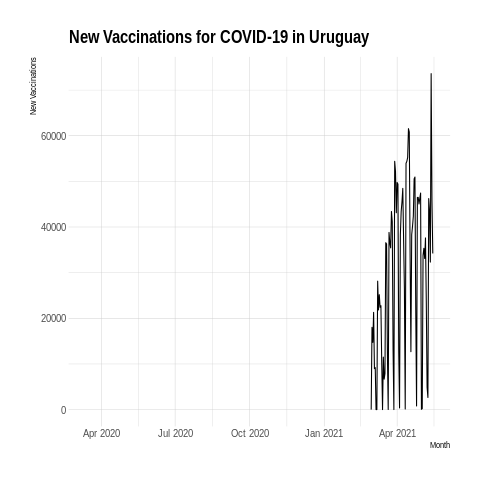 New Vaccinations for COVID-19 in Uruguay
New Vaccinations
60000
40000
20000
0
Apr 2020 Jul 2020 Oct 2020 Jan 2021 Apr 2021
Month